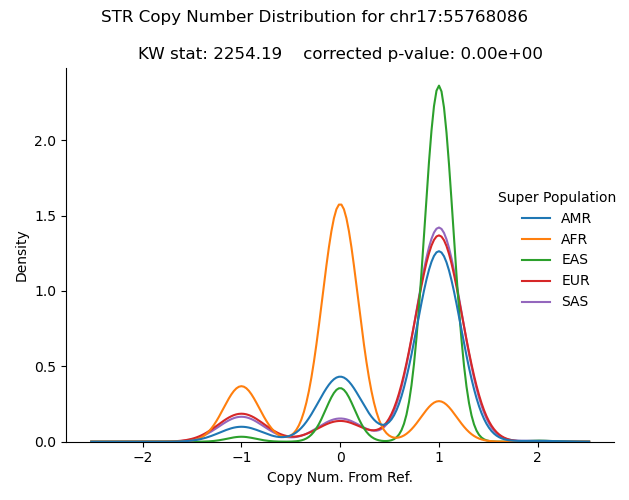 STR Copy Number Distribution for chr17:55768086
KW stat: 2254.19    corrected p-value: 0.00e+00
Density
2.0
1.5
1.0
0.5
0.0
Super Population
AMR
AFR
EAS
EUR
SAS
−2 −1 0 1 2
Copy Num. From Ref.